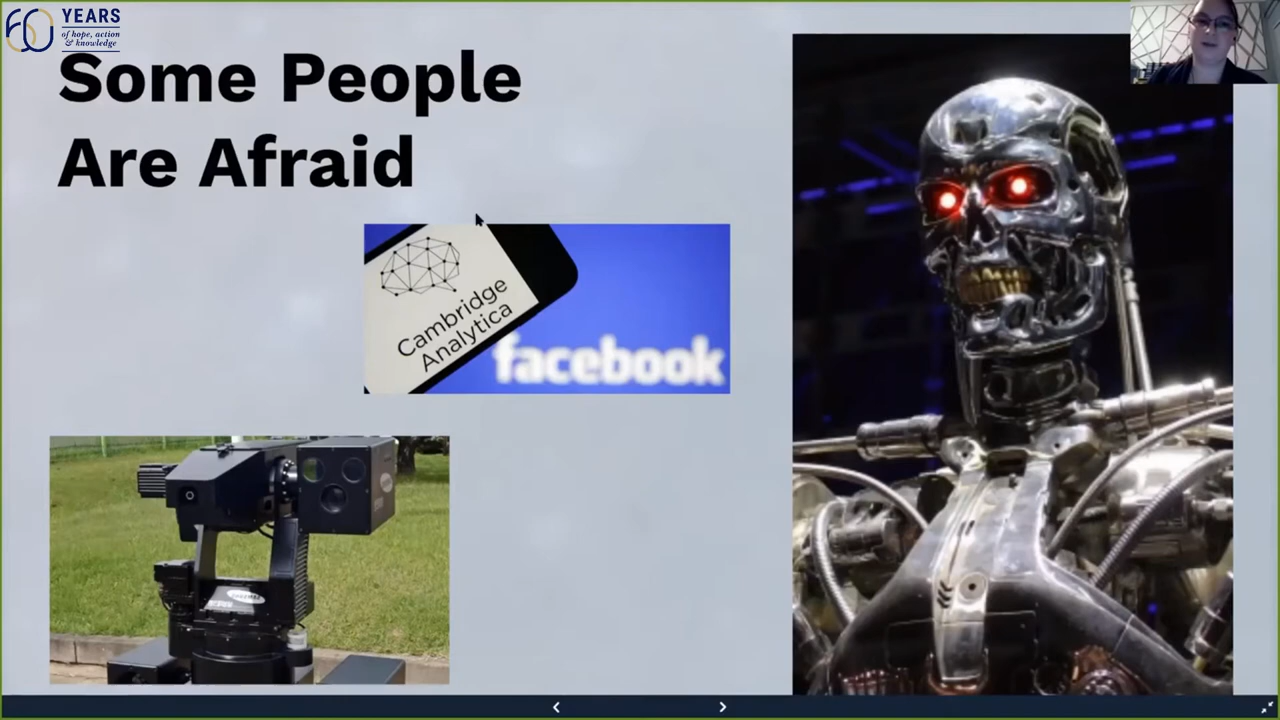 60 YEARS
of hope, action
& knowledge
Some People
Are Afraid
Cambridge
Analytica
facebook